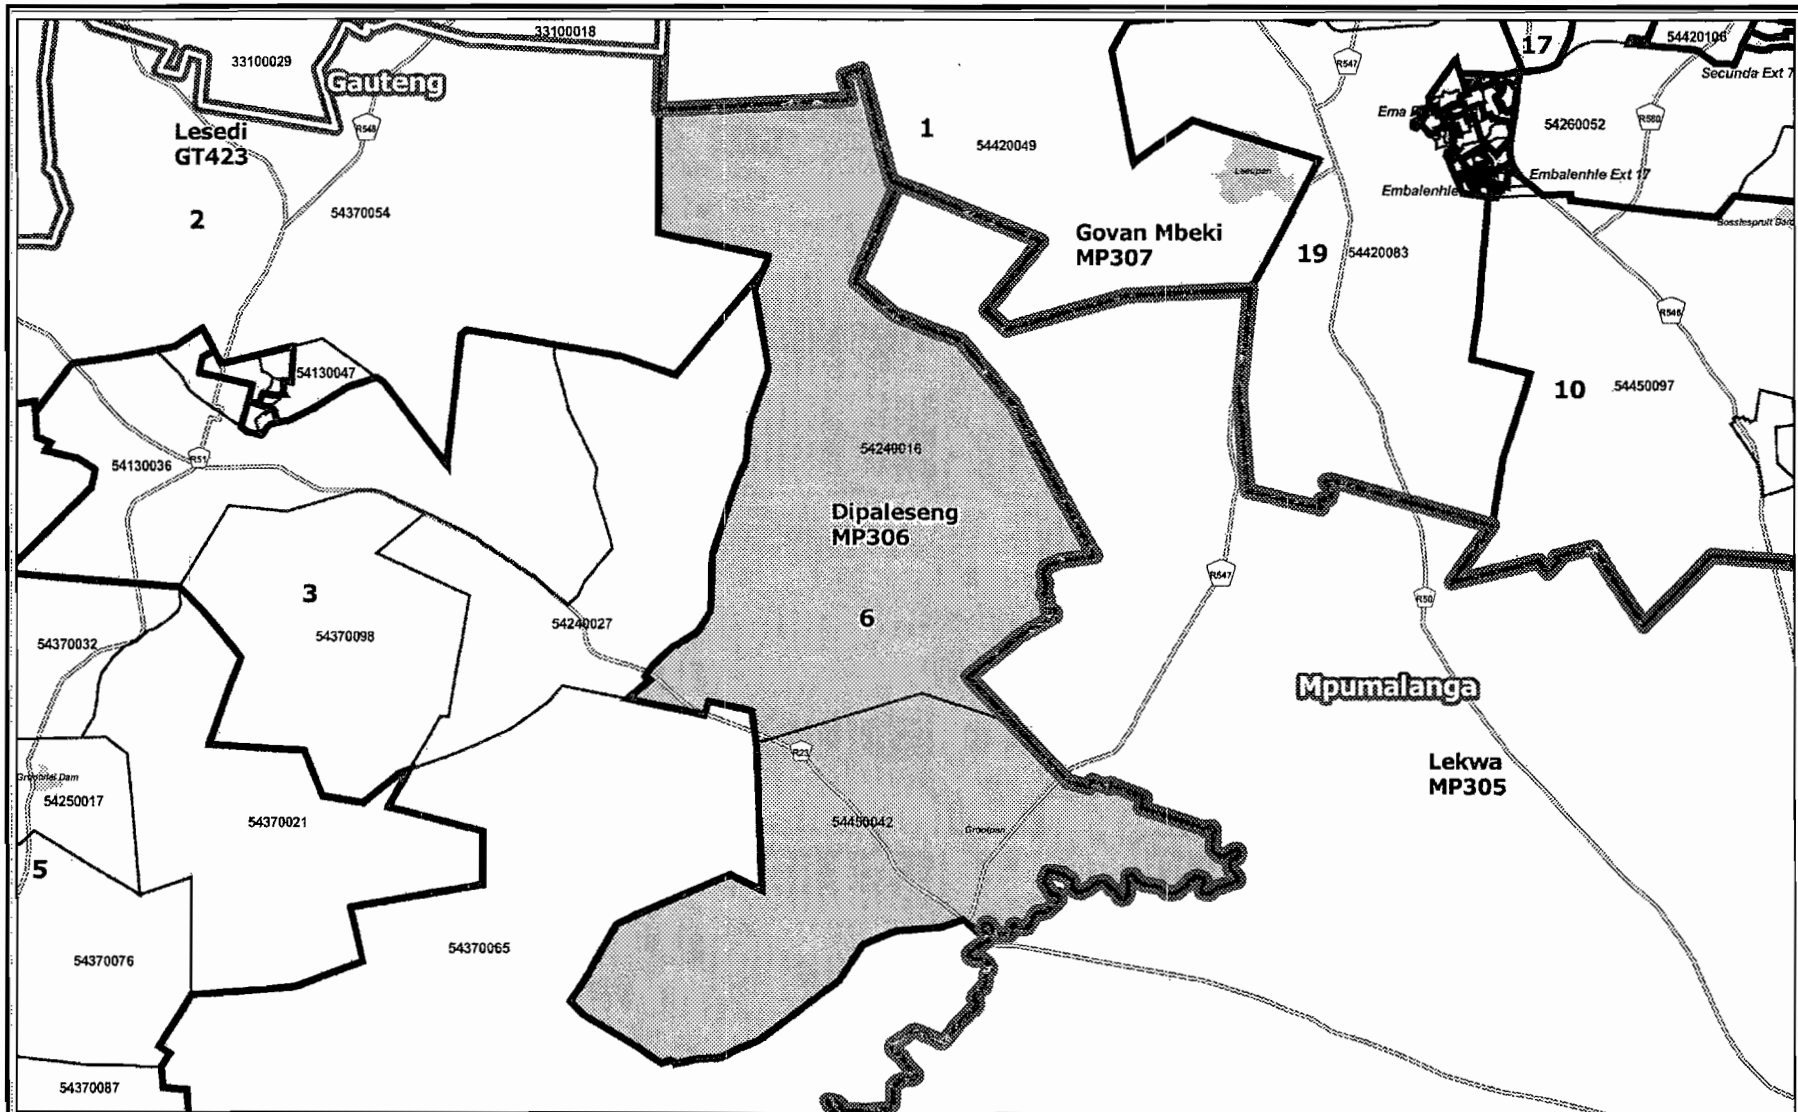 33100018
33100029
Gauteng
R548
Lesedi
GT423
2
54370054
1
54420049
R547
17
54420106
Secunda Ext 7
R580
54260052
Embalenhle Ext 17
Embalenhle
Leeupan
Govan Mbeki
MP307
19
54420083
R546
10
54450097
54130047
54130036
R51
54240016
Dipaleseng
MP306
6
3
54370098
54240027
54370032
R547
R50
Mpumalanga
Lekwa
MP305
R23
54250017
54370021
54450042
Grootpan
5
54370076
54370065
54370087